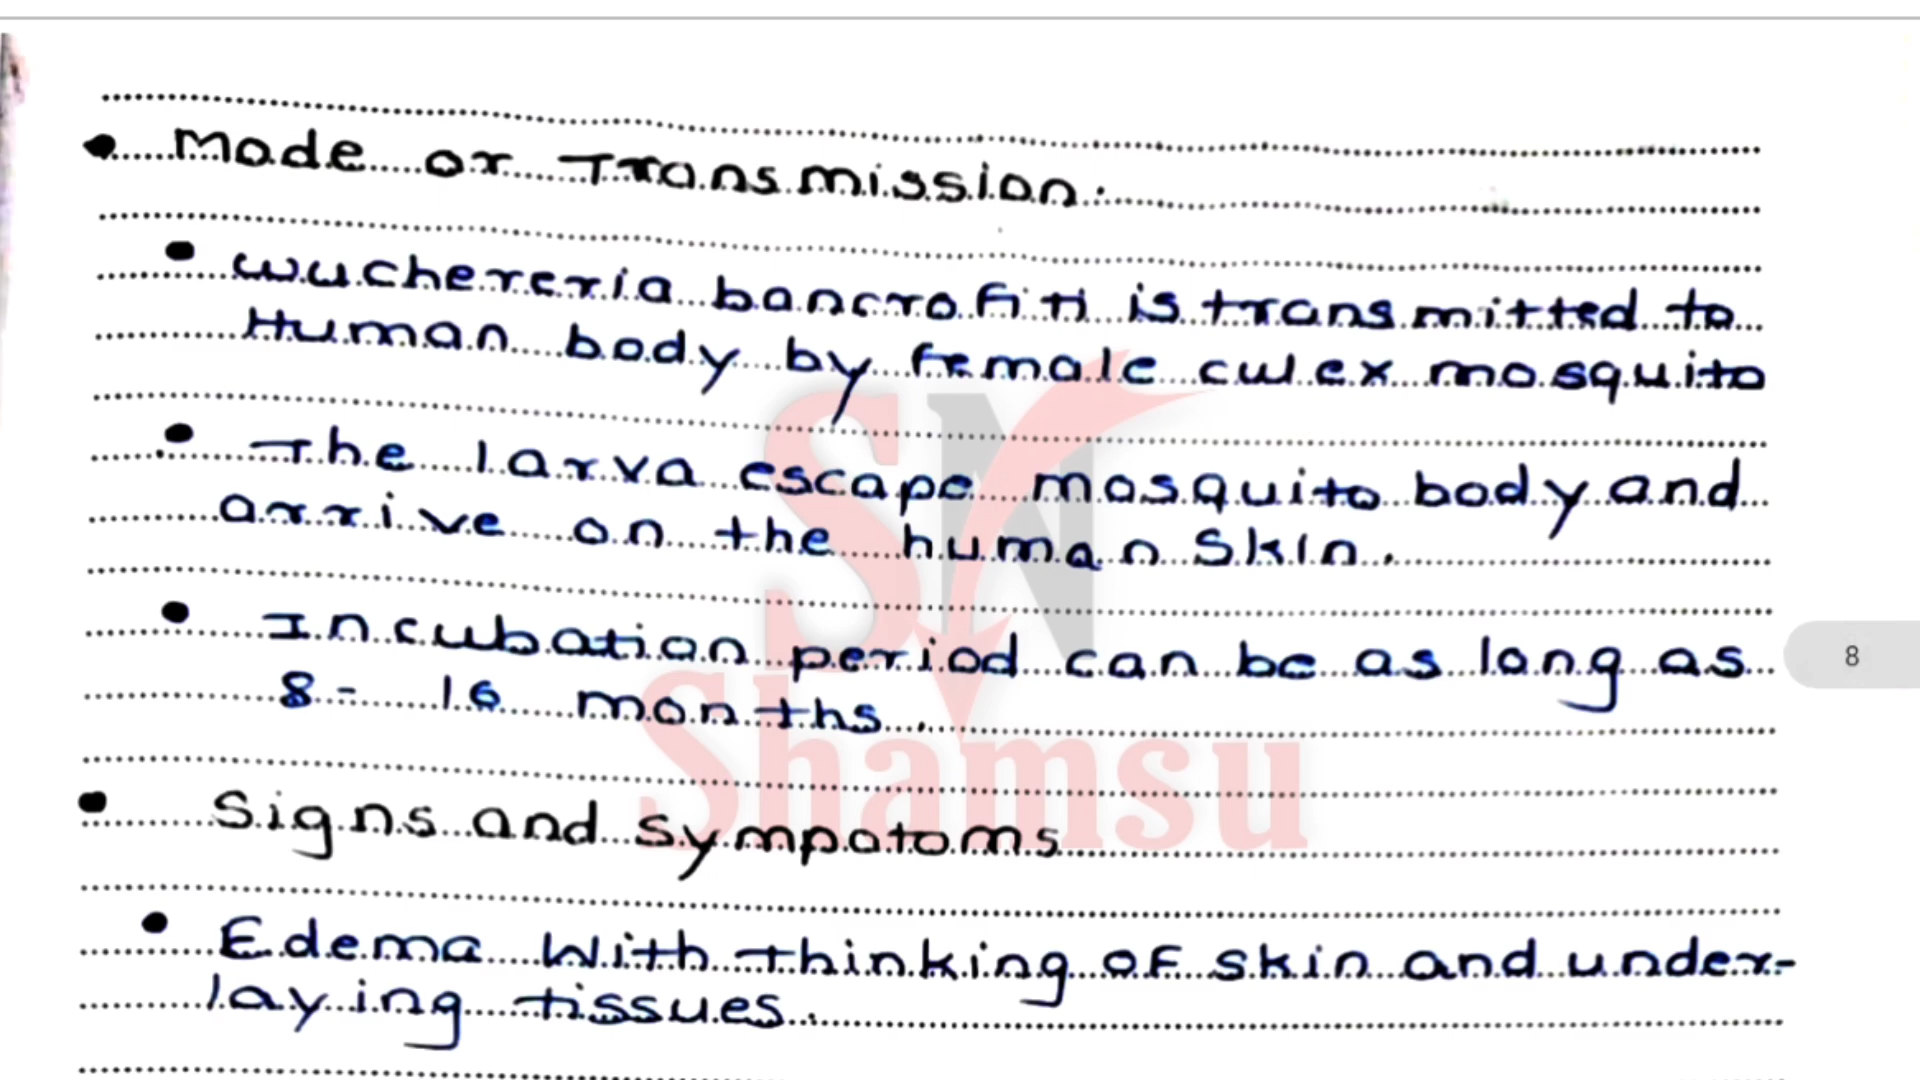 • Mode or Transmission:
• Wuchereria bancrofiti is transmitted to
Human body by female culex mosquito
• The larva escape mosquito body and
arrive on the human skin.
• Incubation period can be as long as
8 - 16 months.
• Signs and sympotoms
• Edema With thinking of skin and under-
laying tissues.
SN
Shamsu
8